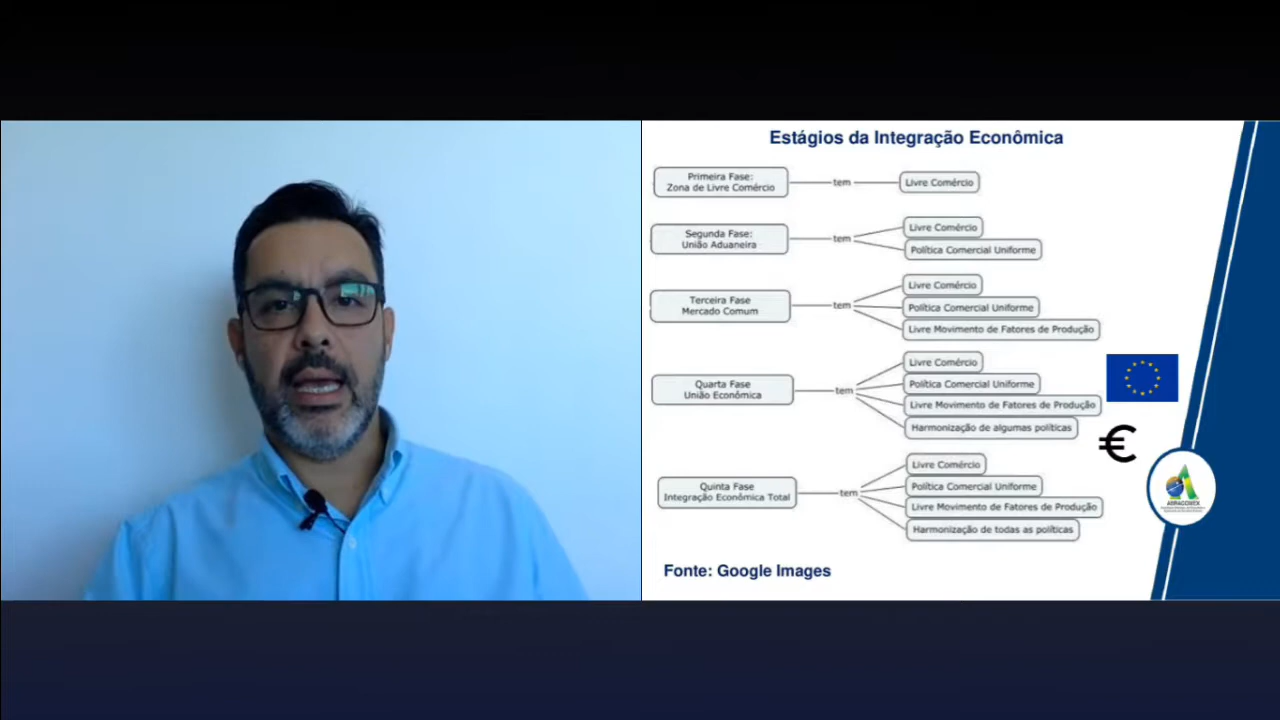 Estágios da Integração Econômica
Primeira Fase:
Zona de Livre Comércio
tem
Livre Comércio
Segunda Fase:
União Aduaneira
tem
Livre Comércio
Política Comercial Uniforme
Terceira Fase
Mercado Comum
tem
Livre Comércio
Política Comercial Uniforme
Livre Movimento de Fatores de Produção
Quarta Fase
União Econômica
tem
Livre Comércio
Política Comercial Uniforme
Livre Movimento de Fatores de Produção
Harmonização de algumas políticas
€
Quinta Fase
Integração Econômica Total
tem
Livre Comércio
Política Comercial Uniforme
Livre Movimento de Fatores de Produção
Harmonização de todas as políticas
ABRACOMEX
Fonte: Google Images